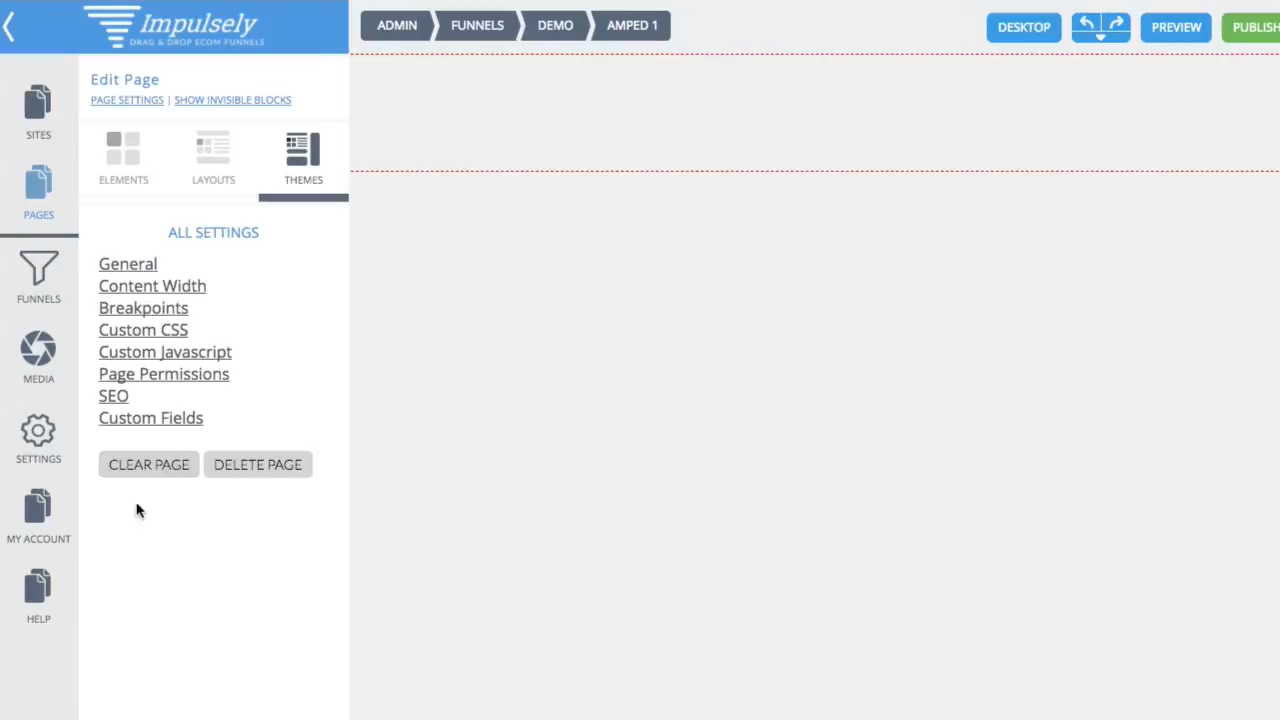 Impulsely
DRAG & DROP ECOM FUNNELS
ADMIN
FUNNELS
DEMO
AMPED 1
DESKTOP
PREVIEW
PUBLISH
Edit Page
PAGE SETTINGS | SHOW INVISIBLE BLOCKS
SITES
PAGES
FUNNELS
MEDIA
SETTINGS
MY ACCOUNT
HELP
ELEMENTS
LAYOUTS
THEMES
ALL SETTINGS
General
Content Width
Breakpoints
Custom CSS
Custom Javascript
Page Permissions
SEO
Custom Fields
CLEAR PAGE
DELETE PAGE